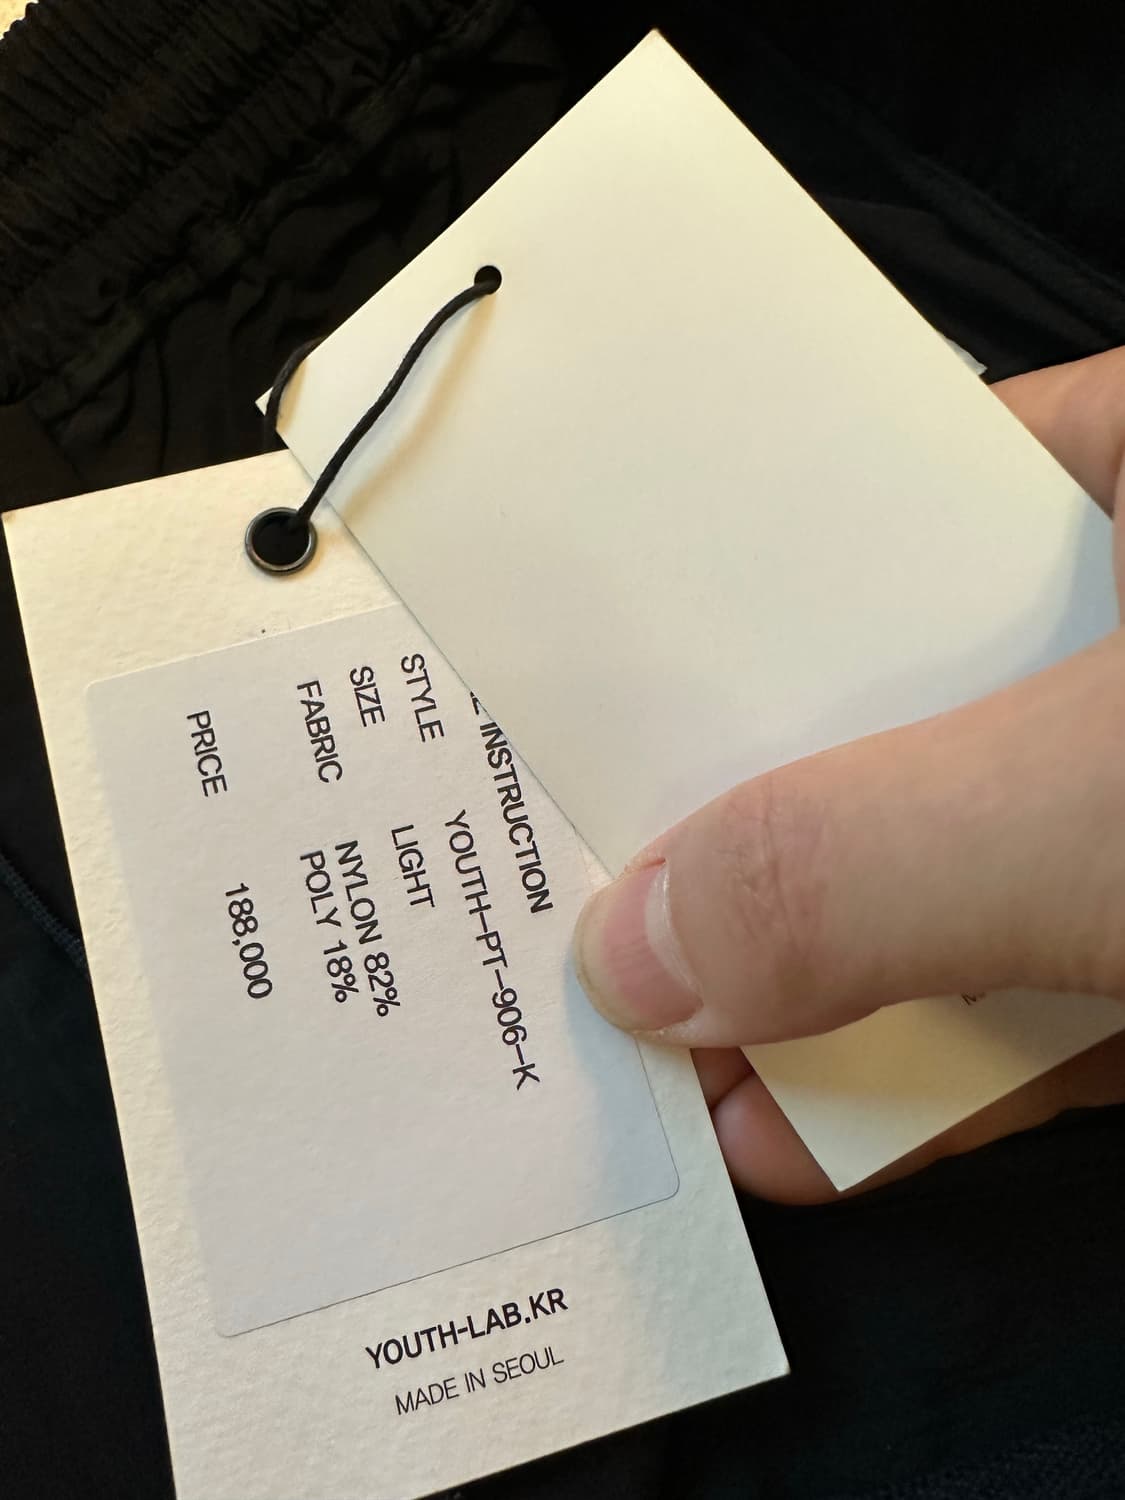 INSTRUCTION
STYLE YOUTH-PT-906-K
SIZE LIGHT
FABRIC NYLON 82%
POLY 18%
PRICE 188,000
YOUTH-LAB.KR
MADE IN SEOUL